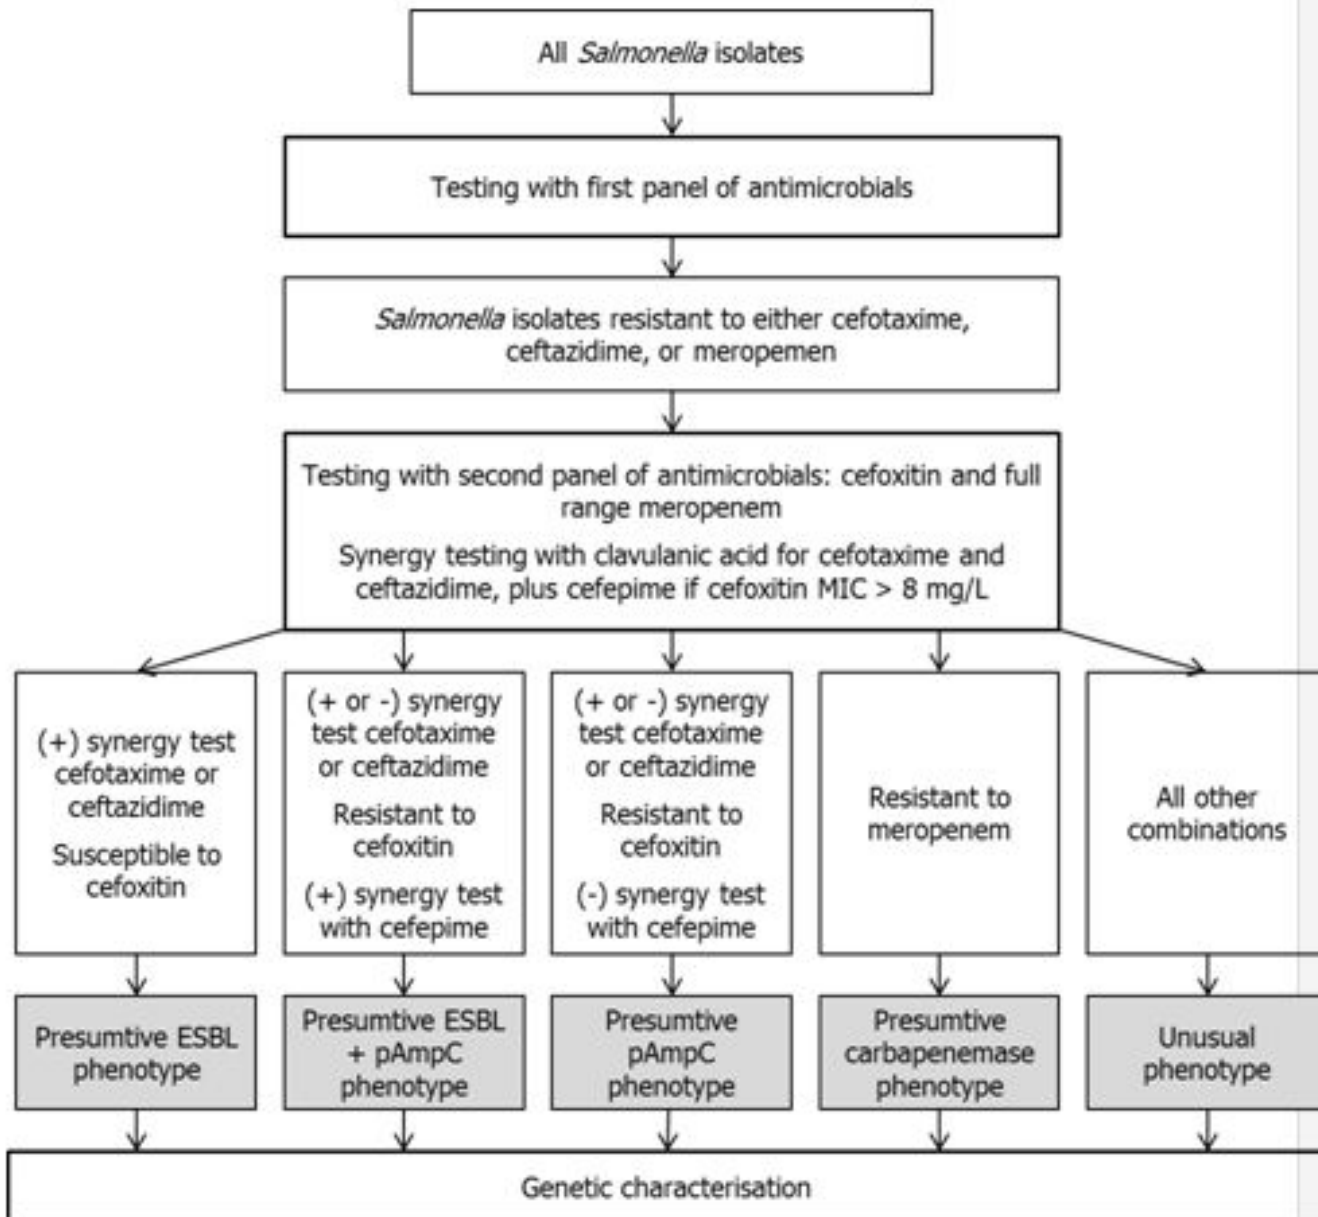 All Salmonella isolates
Testing with first panel of antimicrobials
Salmonella isolates resistant to either cefotaxime,
ceftazidime, or meropemen
Testing with second panel of antimicrobials: cefoxitin and full
range meropenem
Synergy testing with clavulanic acid for cefotaxime and
ceftazidime, plus cefepime if cefoxitin MIC > 8 mg/L
(+) synergy test
cefotaxime or
ceftazidime
Susceptible to
cefoxitin
(+ or -) synergy
test cefotaxime
or ceftazidime
Resistant to
cefoxitin
(+) synergy test
with cefepime
(+ or -) synergy
test cefotaxime
or ceftazidime
Resistant to
cefoxitin
(-) synergy test
with cefepime
Resistant to
meropenem
All other
combinations
Presumtive ESBL
phenotype
Presumtive ESBL
+ pAmpC
phenotype
Presumtive
pAmpC
phenotype
Presumtive
carbapenemase
phenotype
Unusual
phenotype
Genetic characterisation